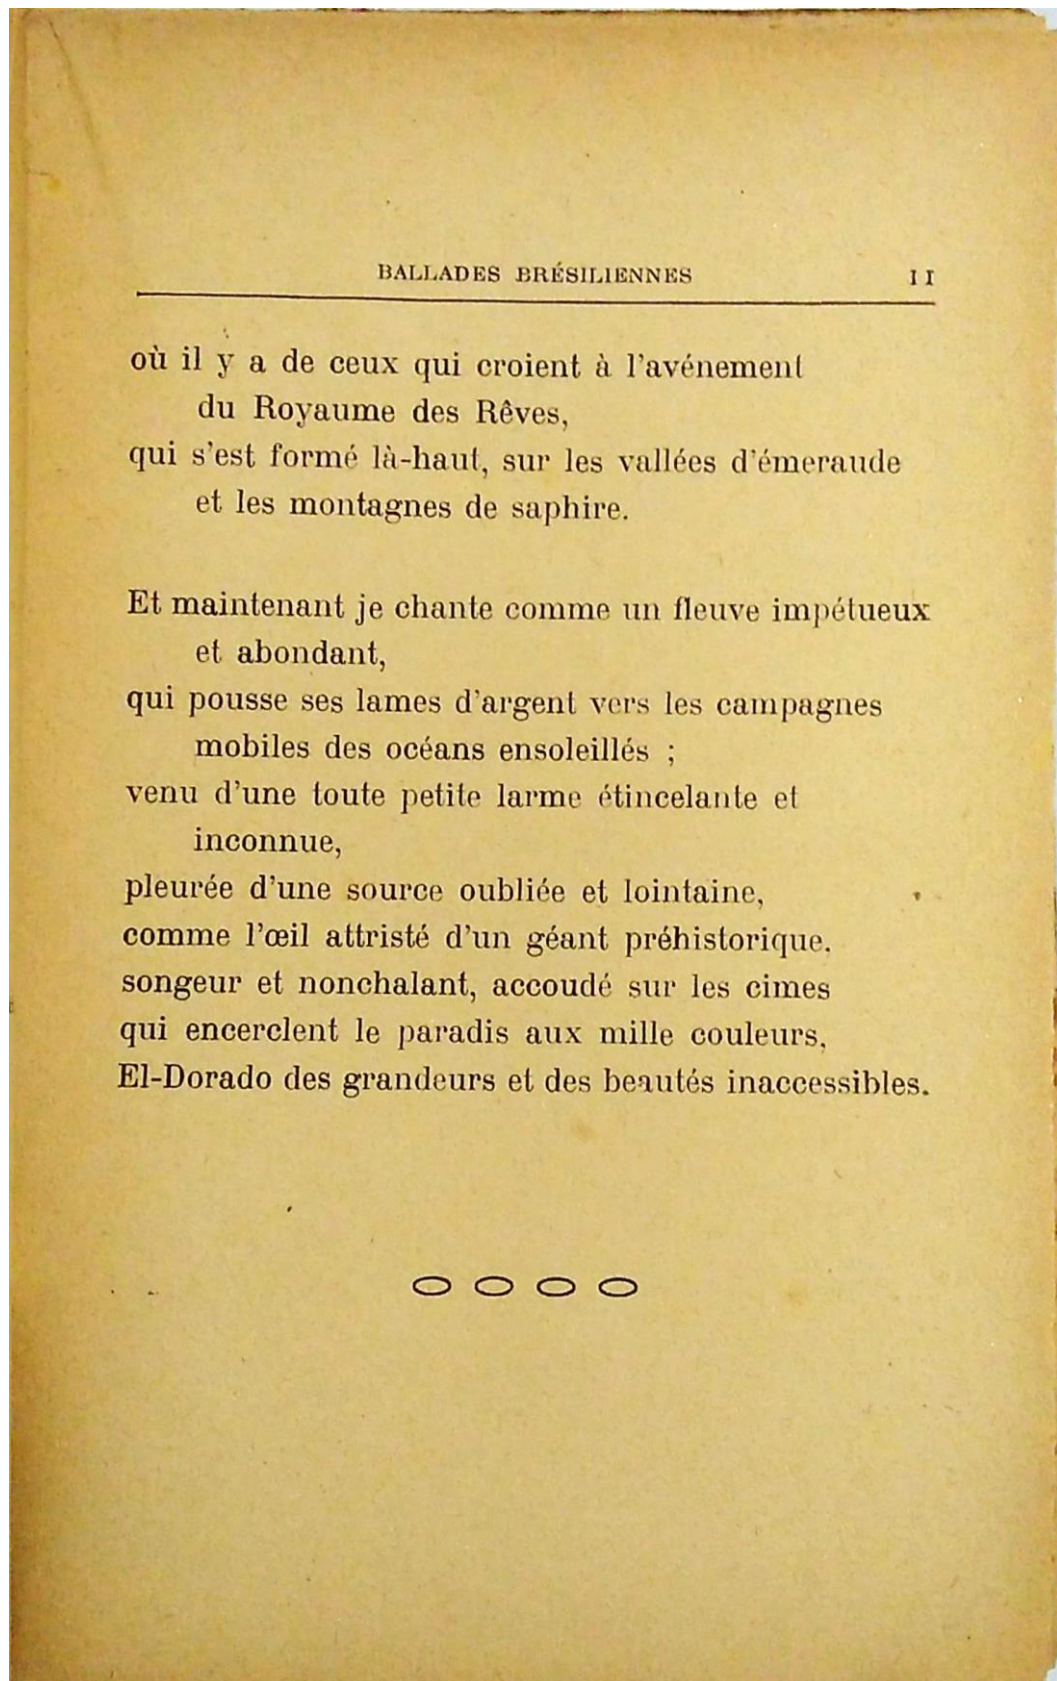 BALLADES BRÉSILIENNES 11
où il y a de ceux qui croient à l'avénement
du Royaume des Rêves,
qui s'est formé là-haut, sur les vallées d'émeraude
et les montagnes de saphire.
Et maintenant je chante comme un fleuve impétueux
et abondant,
qui pousse ses lames d'argent vers les campagnes
mobiles des océans ensoleillés ;
venu d'une toute petite larme étincelante et
inconnue,
pleurée d'une source oubliée et lointaine,
comme l'œil attristé d'un géant préhistorique,
songeur et nonchalant, accoudé sur les cimes
qui encerclent le paradis aux mille couleurs,
El-Dorado des grandeurs et des beautés inaccessibles.